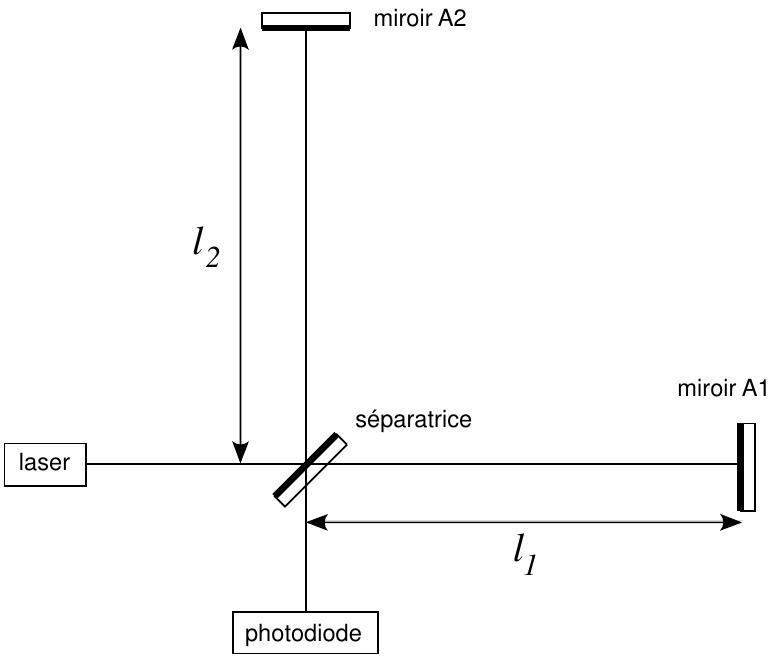 miroir A2
l2
miroir A1
séparatrice
laser
l1
photodiode